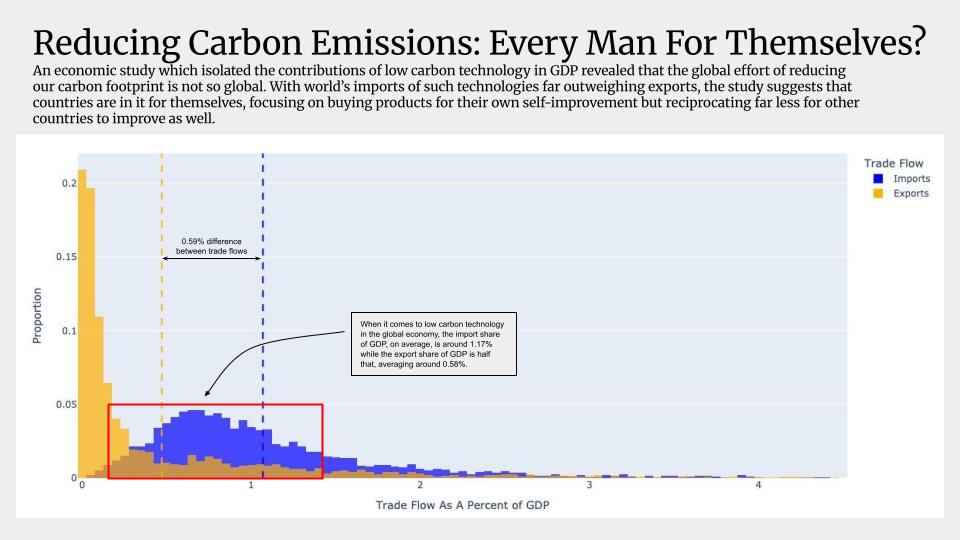 Reducing Carbon Emissions: Every Man For Themselves?
An economic study which isolated the contributions of low carbon technology in GDP revealed that the global effort of reducing
our carbon footprint is not so global. With world's imports of such technologies far outweighing exports, the study suggests that
countries are in it for themselves, focusing on buying products for their own self-improvement but reciprocating far less for other
countries to improve as well.
Trade Flow
Imports
Exports
0.2
0.15
0.1
0.05
0
Proportion
0.59% difference
between trade flows
When it comes to low carbon technology
in the global economy, the import share
of GDP, on average, is around 1.17%
while the export share of GDP is half
that, averaging around 0.58%.
0
1
2
3
4
Trade Flow As A Percent of GDP